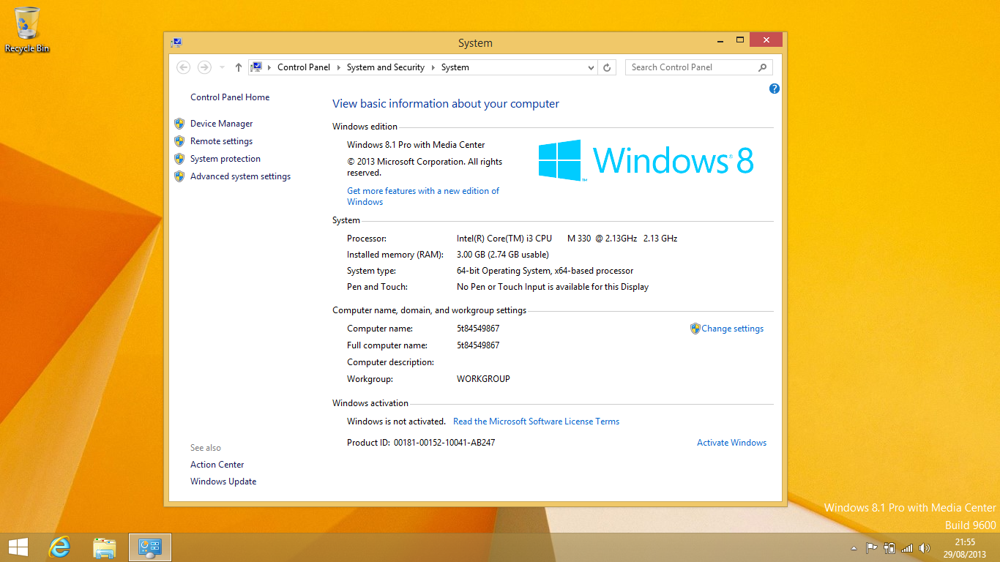 Recycle Bin
System
Control Panel
System and Security
System
Search Control Panel
Control Panel Home
Device Manager
Remote settings
System protection
Advanced system settings
See also
Action Center
Windows Update
View basic information about your computer
Windows edition
Windows 8.1 Pro with Media Center
© 2013 Microsoft Corporation. All rights
reserved.
Get more features with a new edition of
Windows
™ Windows® 8
System
Processor: Intel(R) Core(TM) i3 CPU M 330 @ 2.13GHz 2.13 GHz
Installed memory (RAM): 3.00 GB (2.74 GB usable)
System type: 64-bit Operating System, x64-based processor
Pen and Touch: No Pen or Touch Input is available for this Display
Computer name, domain, and workgroup settings
Computer name: 5t84549867
Change settings
Full computer name: 5t84549867
Computer description:
Workgroup: WORKGROUP
Windows activation
Windows is not activated. Read the Microsoft Software License Terms
Product ID: 00181-00152-10041-AB247
Activate Windows
Windows 8.1 Pro with Media Center
Build 9600
21:55
29/08/2013